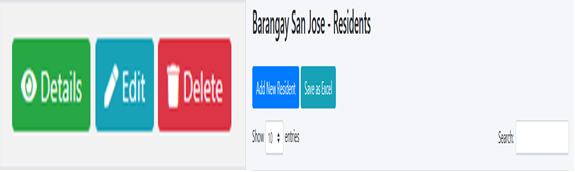 Details Edit Delete
Barangay San Jose - Residents
Add New Resident Save as Excel
Show 10 entries Search: